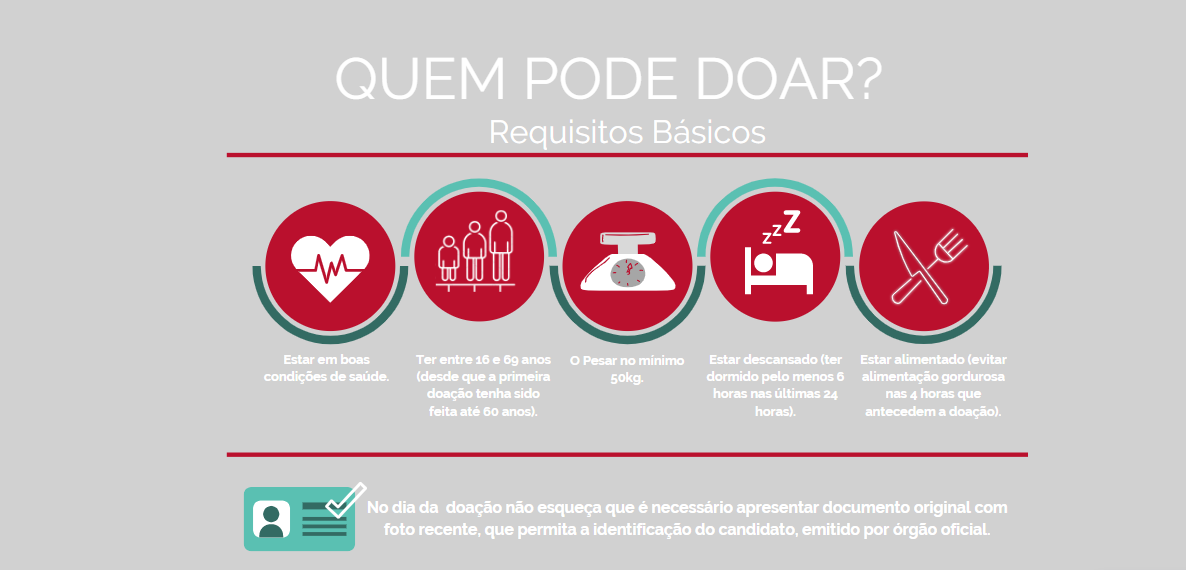 QUEM PODE DOAR?
Requisitos Básicos
Z
Z
Z
Estar em boas
condições de saúde.
Ter entre 16 e 69 anos
(desde que a primeira
doação tenha sido
feita até 60 anos).
O Pesar no mínimo
50kg.
Estar descansado (ter
dormido pelo menos 6
horas nas últimas 24
horas).
Estar alimentado (evitar
alimentação gordurosa
nas 4 horas que
antecedem a doação).
No dia da  doação não esqueça que é necessário apresentar documento original com
foto recente, que permita a identificação do candidato, emitido por órgão oficial.